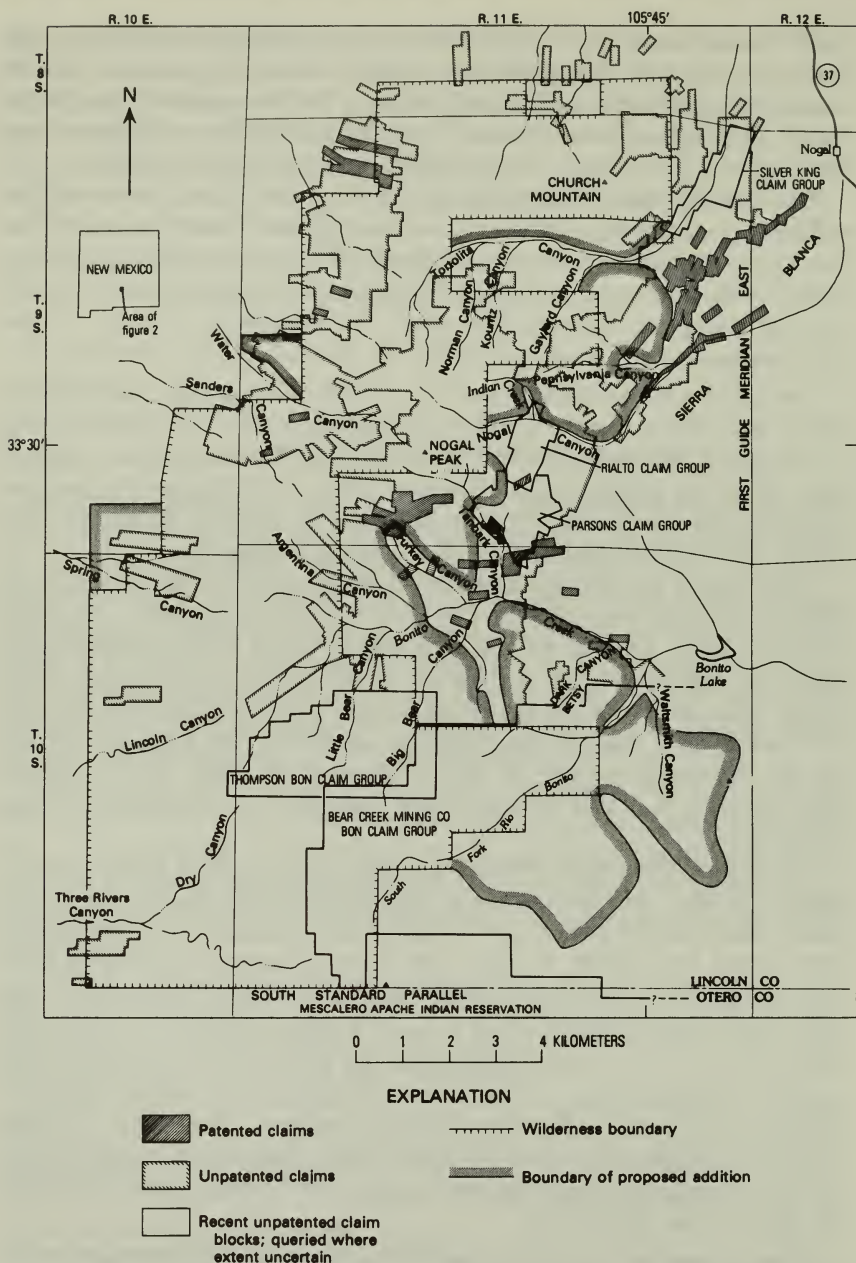 R. 10 E.
R. 11 E.
105°45'
R. 12 E.
T.
8
S.
37
N
Nogal
CHURCH
MOUNTAIN
SILVER KING
CLAIM GROUP
NEW MEXICO
Area of
figure 2
Tortolita
Canyon
BLANCA
T.
9
S.
Norman Canyon
Kountz
Canyon
Gaylord Canyon
Water
Canyon
Sanders
Canyon
Indian Creek
Pennsylvania Canyon
SIERRA
FIRST GUIDE MERIDIAN EAST
33°30'
NOGAL
PEAK
Nogal
Canyon
RIALTO CLAIM GROUP
PARSONS CLAIM GROUP
Tanbark
Canyon
Turkey
Canyon
Argentina
Canyon
Spring
Canyon
Bonito
Creek
Canyon
Canyon
CANYON
BETSY
Bonito
Lake
T.
10
S.
Lincoln Canyon
Little Bear
Big Bear
THOMPSON BON CLAIM GROUP
BEAR CREEK MINING CO
BON CLAIM GROUP
Waltsmith Canyon
South Fork Rio Bonito
Dry Canyon
Three Rivers
Canyon
?
LINCOLN CO
? OTERO CO
SOUTH STANDARD PARALLEL
MESCALERO APACHE INDIAN RESERVATION
0 1 2 3 4 KILOMETERS
EXPLANATION
Patented claims
Wilderness boundary
Unpatented claims
Boundary of proposed addition
Recent unpatented claim
blocks; queried where
extent uncertain